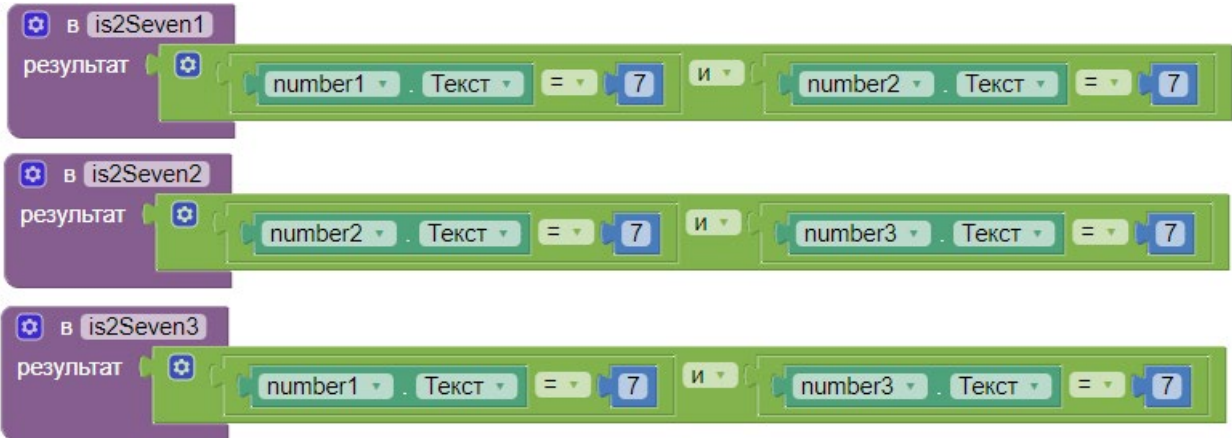 в is2Seven1
результат number1 . Текст = 7 и number2 . Текст = 7
в is2Seven2
результат number2 . Текст = 7 и number3 . Текст = 7
в is2Seven3
результат number1 . Текст = 7 и number3 . Текст = 7